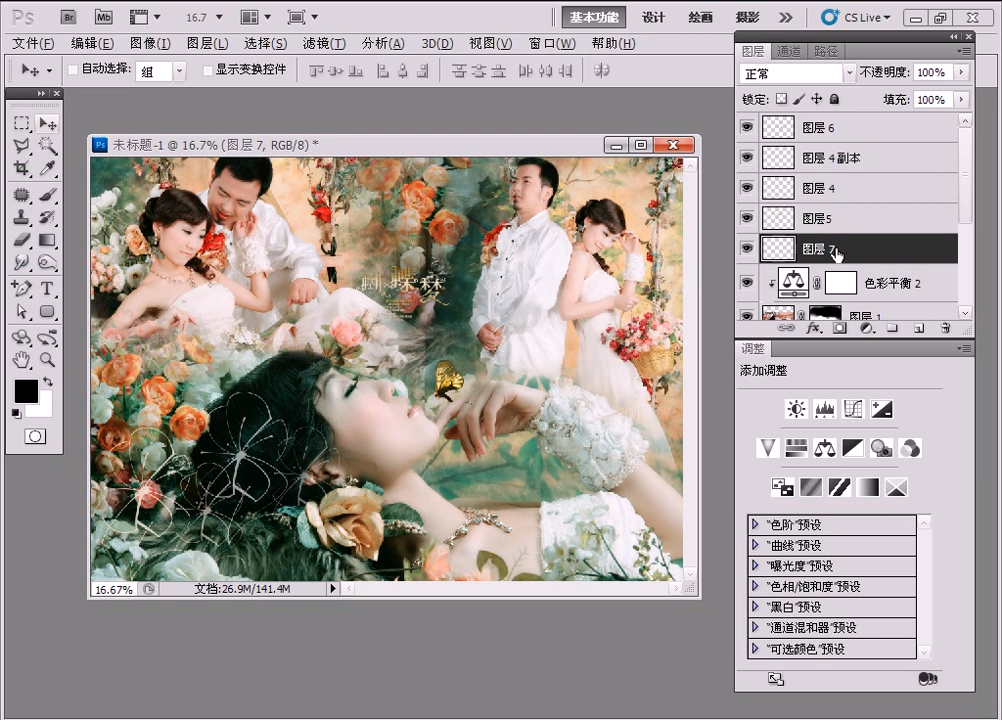 Ps Br Mb 16.7 基本功能 设计 绘画 摄影 CS Live
文件(F) 编辑(E) 图像(I) 图层(L) 选择(S) 滤镜(T) 分析(A) 3D(D) 视图(V) 窗口(W) 帮助(H)
自动选择: 组 显示变换控件
图层 通道 路径
正常 不透明度: 100%
锁定: 填充: 100%
图层 6
图层 4 副本
图层 4
图层5
图层 7
色彩平衡 2
图层 1
fx.
Ps 未标题-1 @ 16.7% (图层 7, RGB/8) *
蝴蝶梦
16.67% 文档:26.9M/141.4M
调整
添加调整
"色阶"预设
"曲线"预设
"曝光度"预设
"色相/饱和度"预设
"黑白"预设
"通道混和器"预设
"可选颜色"预设